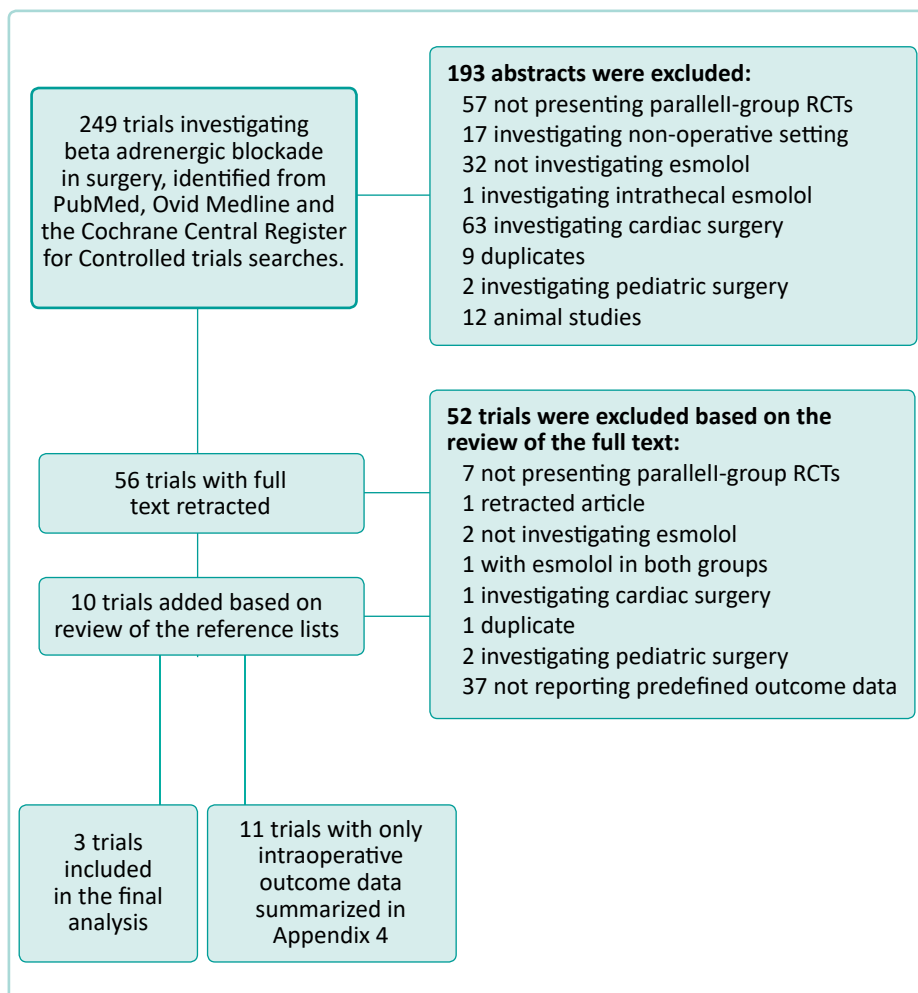 249 trials investigating
beta adrenergic blockade
in surgery, identified from
PubMed, Ovid Medline and
the Cochrane Central Register
for Controlled trials searches.
193 abstracts were excluded:
57 not presenting parallelI-group RCTs
17 investigating non-operative setting
32 not investigating esmolol
1 investigating intrathecal esmolol
63 investigating cardiac surgery
9 duplicates
2 investigating pediatric surgery
12 animal studies
56 trials with full
text retracted
52 trials were excluded based on the
review of the full text:
7 not presenting parallelI-group RCTs
1 retracted article
2 not investigating esmolol
1 with esmolol in both groups
1 investigating cardiac surgery
1 duplicate
2 investigating pediatric surgery
37 not reporting predefined outcome data
10 trials added based on
review of the reference lists
3 trials
included
in the final
analysis
11 trials with only
intraoperative
outcome data
summarized in
Appendix 4